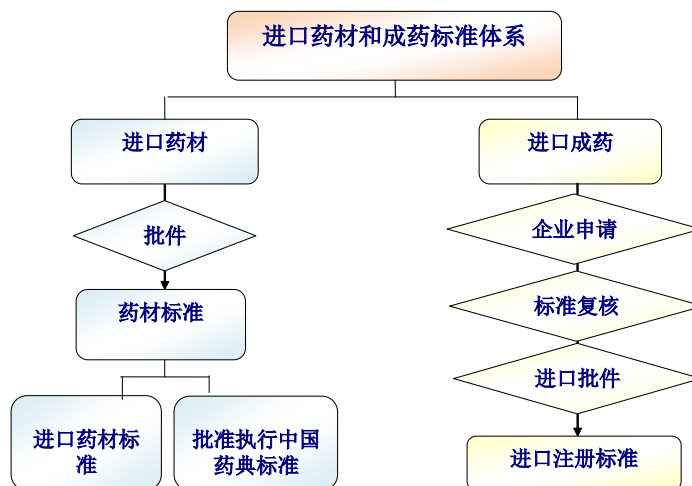 进口药材和成药标准体系
进口药材
进口成药
批件
企业申请
药材标准
标准复核
进口批件
进口药材标
准
批准执行中国
药典标准
进口注册标准